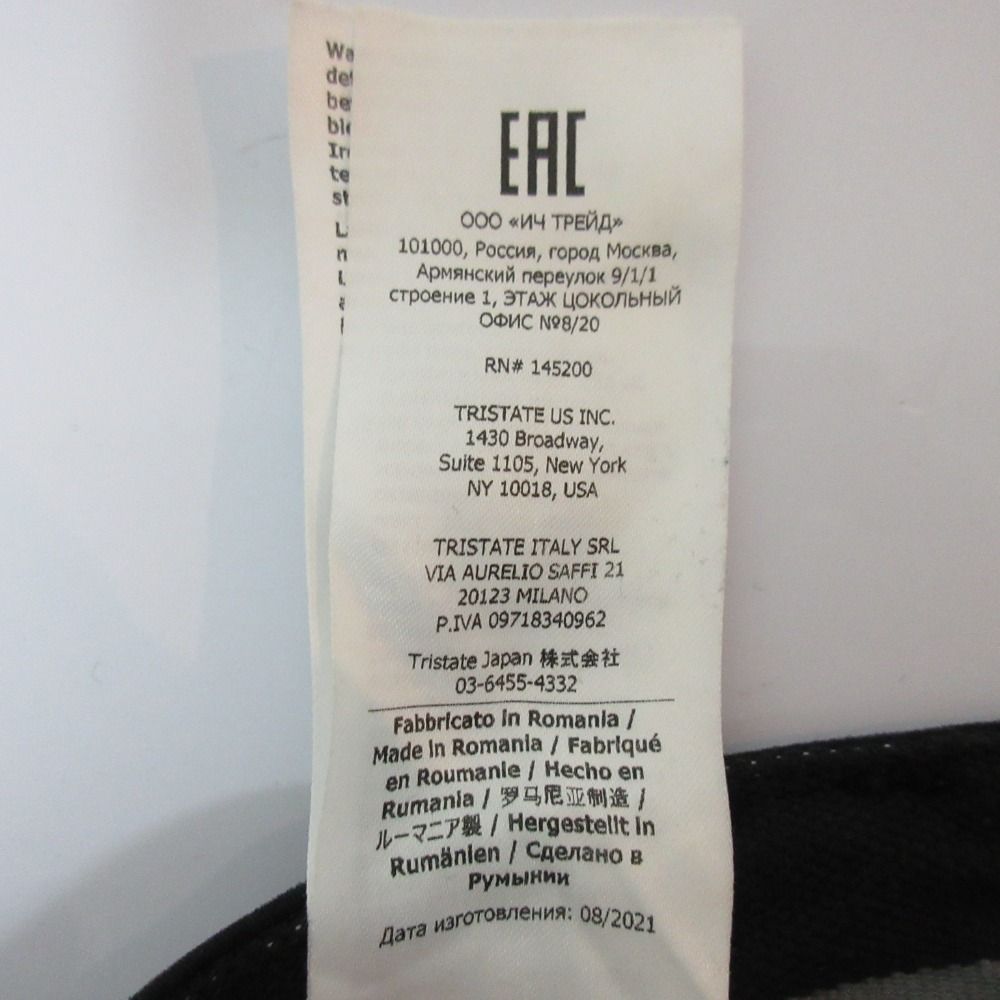 EAC
ООО «ИЧ ТРЕЙД»
101000, Россия, город Москва,
Армянский переулок 9/1/1
строение 1, ЭТАЖ ЦОКОЛЬНЫЙ
ОФИС №8/20
RN# 145200
TRISTATE US INC.
1430 Broadway,
Suite 1105, New York
NY 10018, USA
TRISTATE ITALY SRL
VIA AURELIO SAFFI 21
20123 MILANO
P.IVA 09718340962
Tristate Japan 株式会社
03-6455-4332
Fabbricato in Romania /
Made in Romania / Fabriqué
en Roumanie / Hecho en
Rumania / 罗马尼亚制造 /
ルーマニア製 / Hergestellt in
Rumänien / Сделано в
Румынии
Дата изготовления: 08/2021